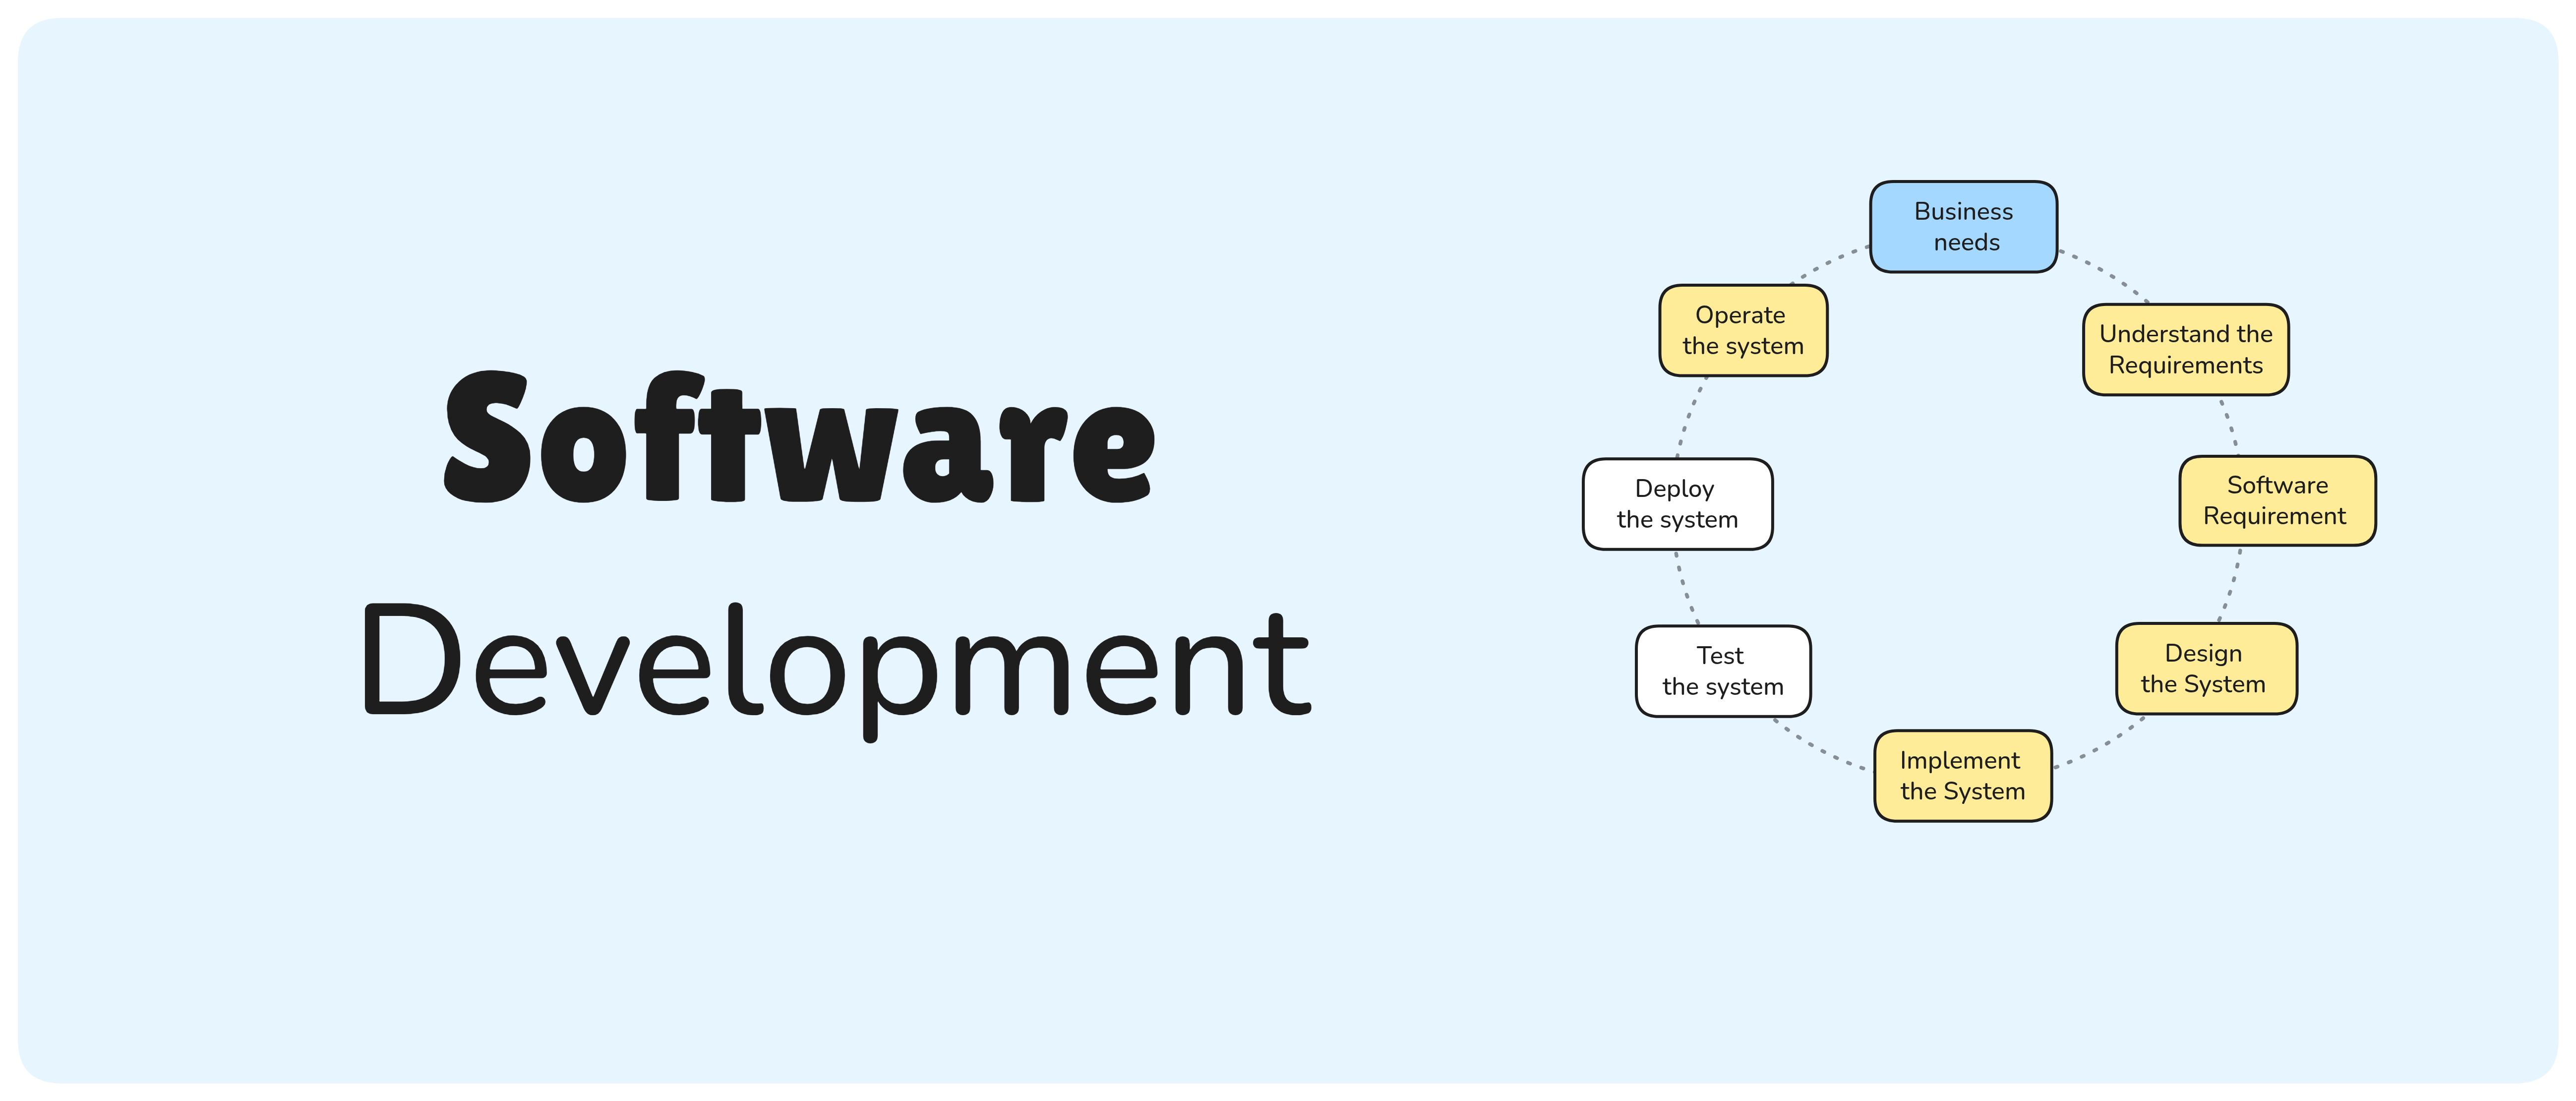 Software
Development
Business
needs
Understand the
Requirements
Software
Requirement
Design
the System
Implement
the System
Test
the system
Deploy
the system
Operate
the system